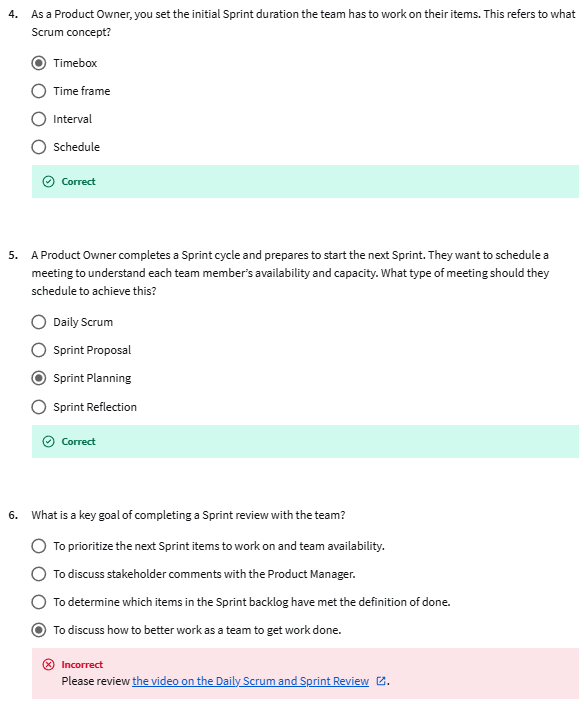 4. As a Product Owner, you set the initial Sprint duration the team has to work on their items. This refers to what
Scrum concept?
Timebox
Time frame
Interval
Schedule
Correct
5. A Product Owner completes a Sprint cycle and prepares to start the next Sprint. They want to schedule a
meeting to understand each team member's availability and capacity. What type of meeting should they
schedule to achieve this?
Daily Scrum
Sprint Proposal
Sprint Planning
Sprint Reflection
Correct
6. What is a key goal of completing a Sprint review with the team?
To prioritize the next Sprint items to work on and team availability.
To discuss stakeholder comments with the Product Manager.
To determine which items in the Sprint backlog have met the definition of done.
To discuss how to better work as a team to get work done.
Incorrect
Please review the video on the Daily Scrum and Sprint Review.